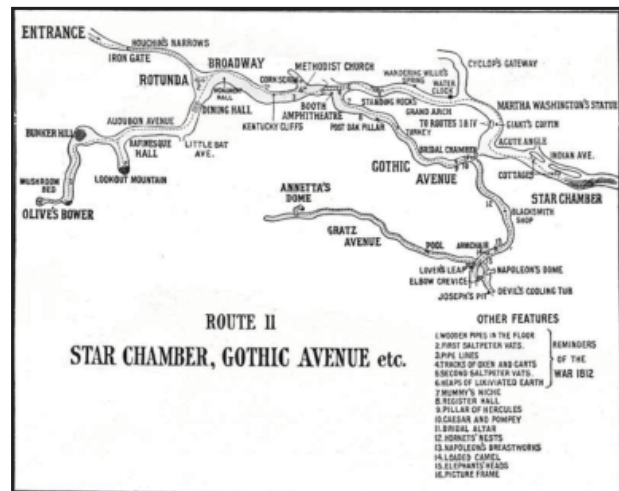 ENTRANCE
HOUCHIN'S NARROWS
IRON GATE
BROADWAY
ROTUNDA
METHODIST CHURCH
CORKSCREW
MONUMENT HALL
BOOTH AMPHITHEATRE
KENTUCKY CLIFFS
DINING HALL
AUDUBON AVENUE
LITTLE BAT AVE.
BUNKER HILL
RAFINESQUE HALL
LOOKOUT MOUNTAIN
MUSHROOM BED
OLIVE'S BOWER
WANDERING WILLIE'S SPRING
WATER CLOCK
CYCLOP'S GATEWAY
STANDING ROCKS
GRAND ARCH
TO ROUTES I & IV
MARTHA WASHINGTON'S STATUE
GIANT'S COFFIN
POST OAK PILLAR
TURKEY
BRIDAL CHAMBER
ACUTE ANGLE
INDIAN AVE.
COTTAGES
STAR CHAMBER
GOTHIC AVENUE
BLACKSMITH SHOP
ANNETTA'S DOME
GRATZ AVENUE
POOL
ARMCHAIR
LOVER'S LEAP
ELBOW CREVICE
JOSEPH'S PIT
NAPOLEON'S DOME
DEVIL'S COOLING TUB
ROUTE II
STAR CHAMBER, GOTHIC AVENUE etc.
OTHER FEATURES
1. WOODEN PIPES IN THE FLOOR
2. FIRST SALTPETER VATS.
3. PIPE LINES
4. TRACKS OF OXEN AND CARTS
5. SECOND SALTPETER VATS.
6. HEAPS OF LIXIVIATED EARTH
REMINDERS OF THE WAR 1812
7. MUMMY'S NICHE
8. REGISTER HALL
9. PILLAR OF HERCULES
10. CAESAR AND POMPEY
11. BRIDAL ALTAR
12. HORNETS' NESTS
13. NAPOLEON'S BREASTWORKS
14. LOADED CAMEL
15. ELEPHANTS' HEADS
16. PICTURE FRAME